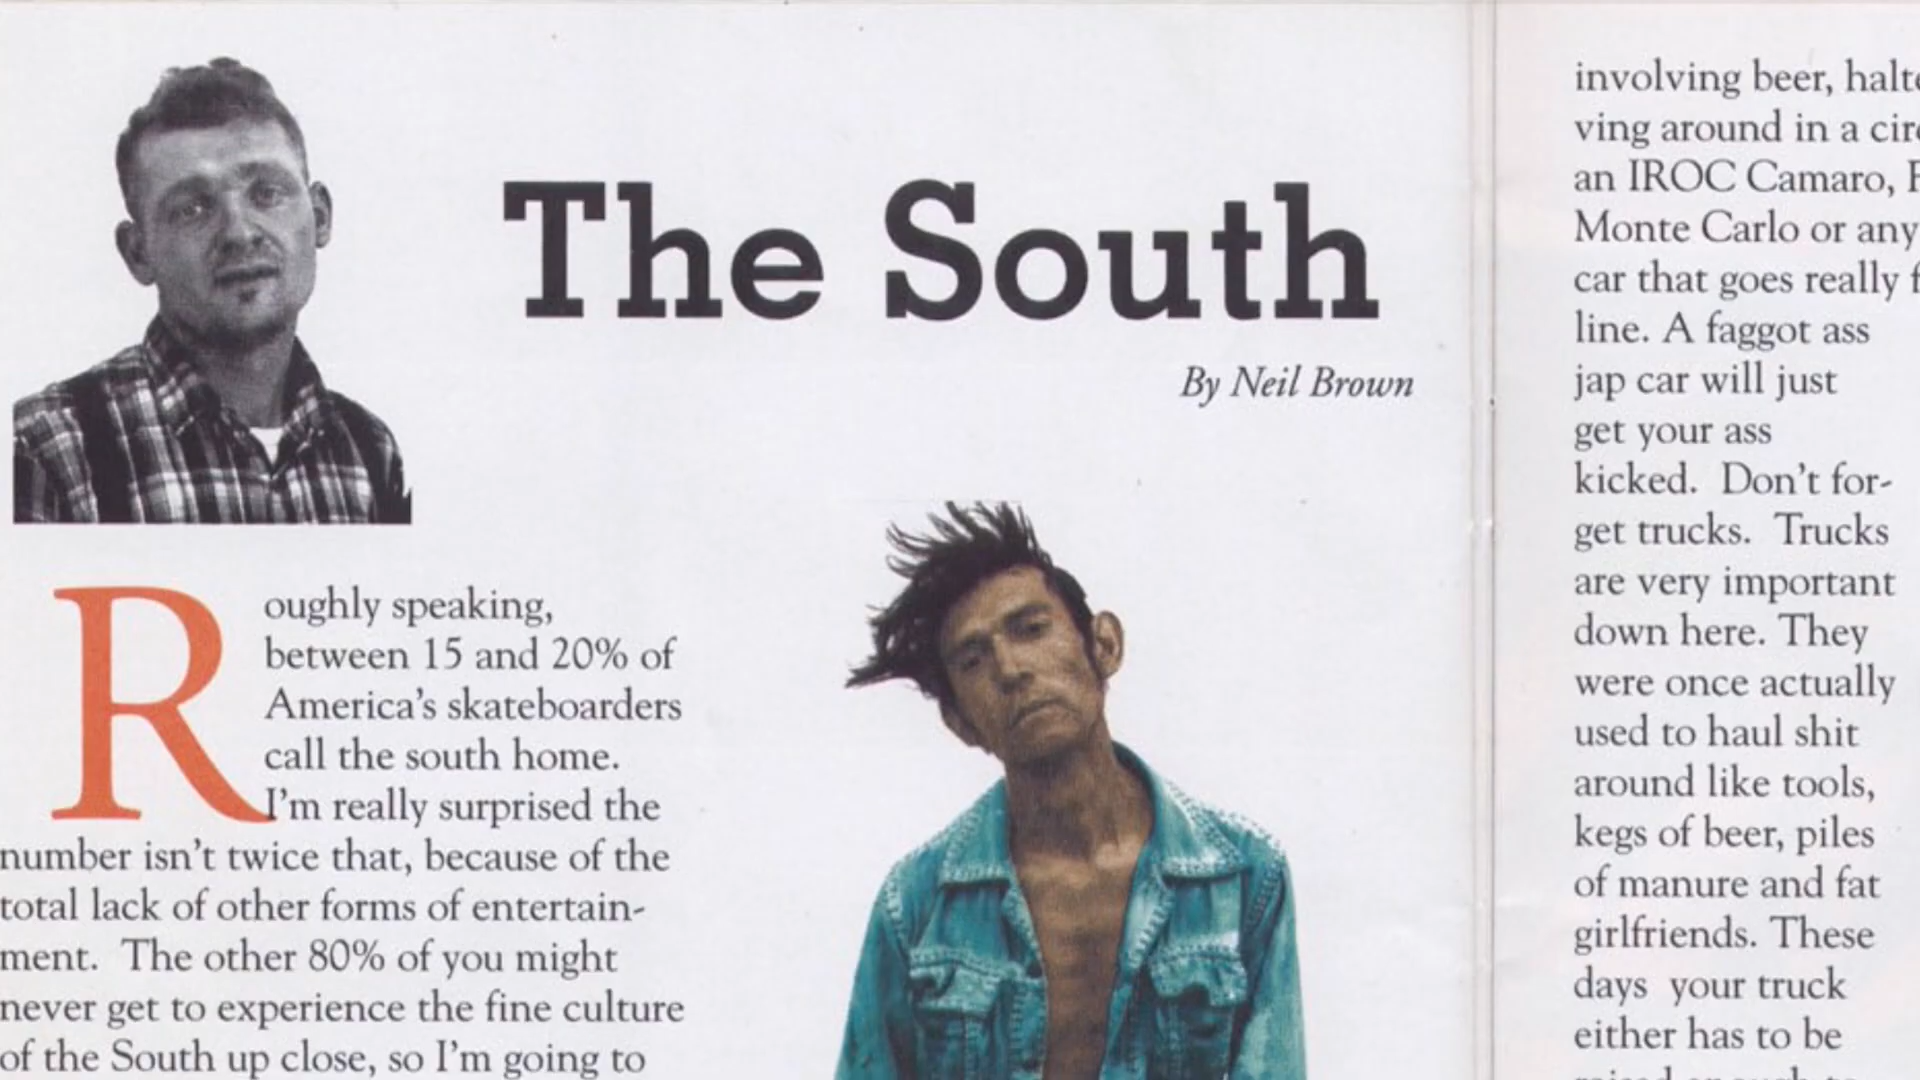 The South
By Neil Brown
Roughly speaking,
between 15 and 20% of
America's skateboarders
call the south home.
I'm really surprised the
number isn't twice that, because of the
total lack of other forms of entertain-
ment. The other 80% of you might
never get to experience the fine culture
of the South up close, so I'm going to
involving beer,
ving around in a
an IROC Camaro,
Monte Carlo or any
car that goes really
line. A faggot ass
jap car will just
get your ass
kicked. Don't for-
get trucks. Trucks
are very important
down here. They
were once actually
used to haul shit
around like tools,
kegs of beer, piles
of manure and fat
girlfriends. These
days your truck
either has to be